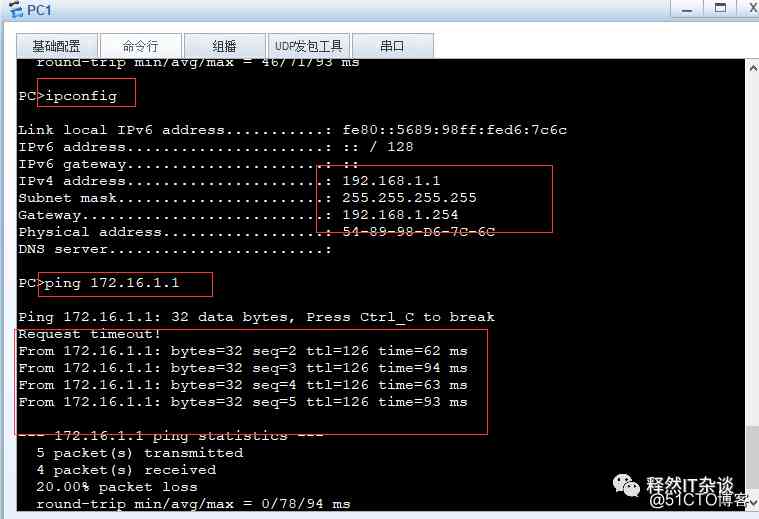 PC1
基础配置 命令行 组播 UDP发包工具 串口
round-trip min/avg/max = 46/71/93 ms
PC>ipconfig
Link local IPv6 address...........: fe80::5689:98ff:fed6:7c6c
IPv6 address......................: :: / 128
IPv6 gateway......................: ::
IPv4 address......................: 192.168.1.1
Subnet mask.......................: 255.255.255.255
Gateway...........................: 192.168.1.254
Physical address..................: 54-89-98-D6-7C-6C
DNS server........................:
PC>ping 172.16.1.1
Ping 172.16.1.1: 32 data bytes, Press Ctrl_C to break
Request timeout!
From 172.16.1.1: bytes=32 seq=2 ttl=126 time=62 ms
From 172.16.1.1: bytes=32 seq=3 ttl=126 time=94 ms
From 172.16.1.1: bytes=32 seq=4 ttl=126 time=63 ms
From 172.16.1.1: bytes=32 seq=5 ttl=126 time=93 ms
--- 172.16.1.1 ping statistics ---
5 packet(s) transmitted
4 packet(s) received
20.00% packet loss
round-trip min/avg/max = 0/78/94 ms
释然IT杂谈
@51CTO博客